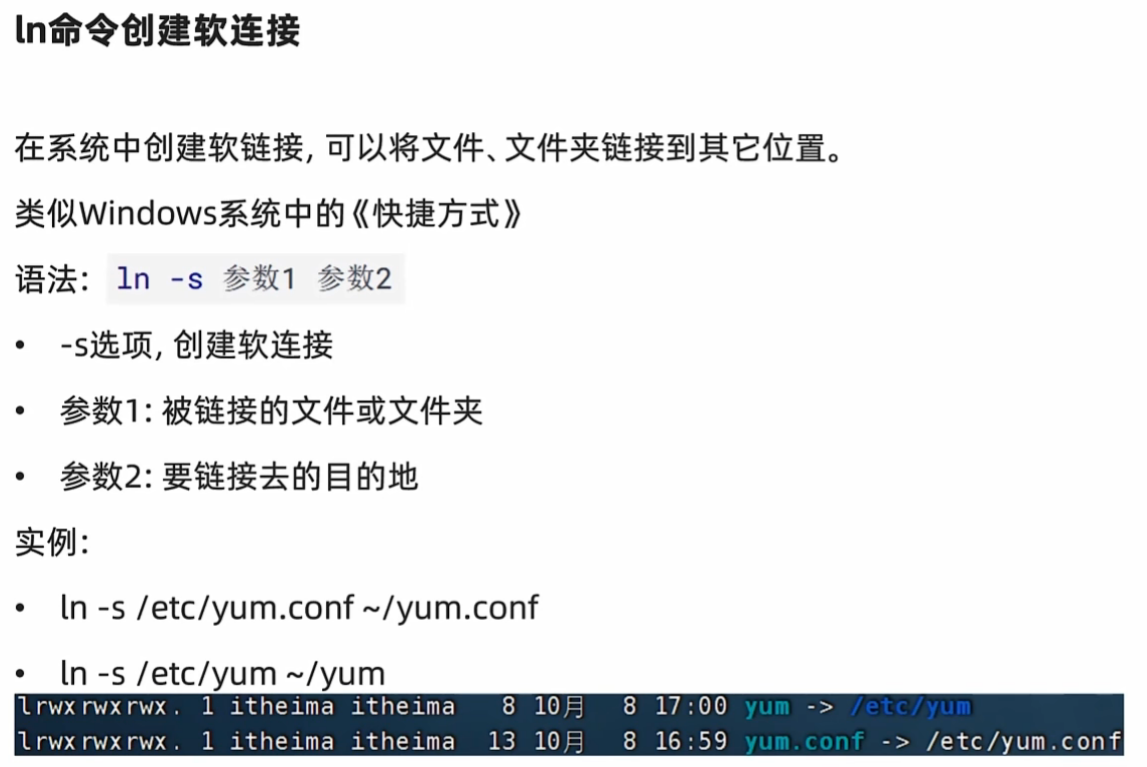 ln命令创建软连接
在系统中创建软链接, 可以将文件、文件夹链接到其它位置。
类似Windows系统中的《快捷方式》
语法: ln -s 参数1 参数2
• -s选项, 创建软连接
• 参数1: 被链接的文件或文件夹
• 参数2: 要链接去的目的地
实例:
• ln -s /etc/yum.conf ~/yum.conf
• ln -s /etc/yum ~/yum
lrwxrwxrwx. 1 itheima itheima 8 10月 8 17:00 yum -> /etc/yum
lrwxrwxrwx. 1 itheima itheima 13 10月 8 16:59 yum.conf -> /etc/yum.conf